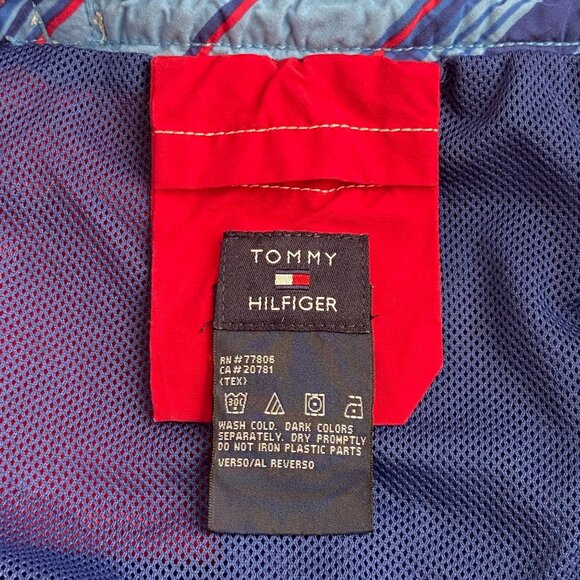 TOMMY
HILFIGER
RN#77806
CA#20781
(TEX)
30C
WASH COLD. DARK COLORS
SEPARATELY. DRY PROMPTLY
DO NOT IRON PLASTIC PARTS
VERSO/AL REVERSO